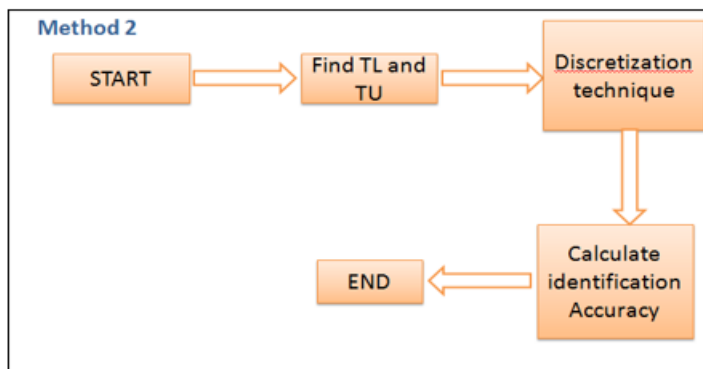 Method 2
START
Find TL and
TU
Discretization
technique
Calculate
identification
Accuracy
END